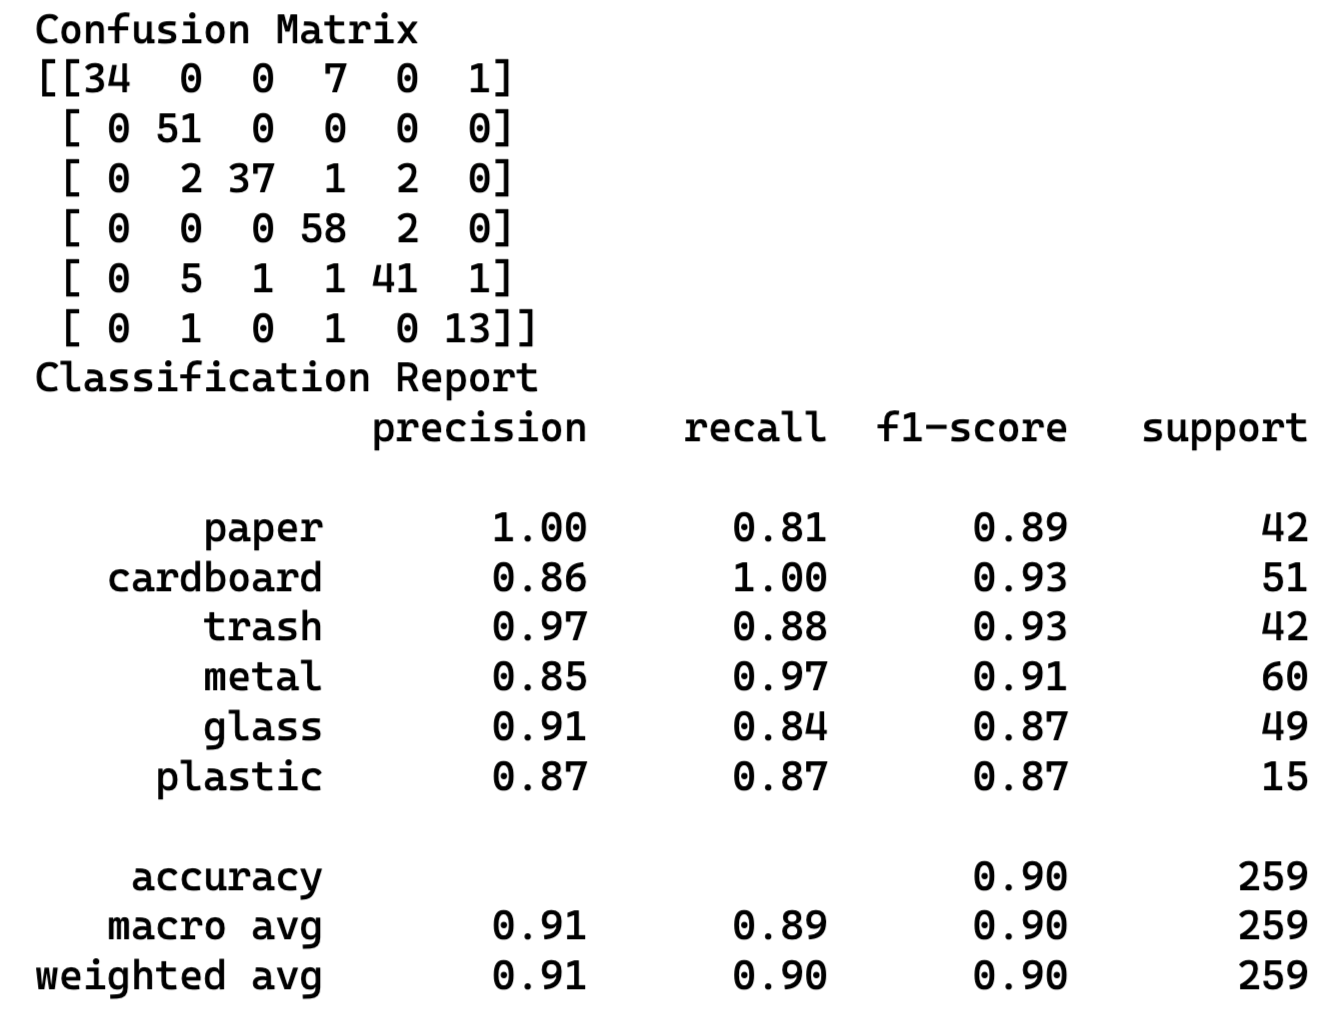 Confusion Matrix
[[34  0  0  7  0  1]
 [ 0 51  0  0  0  0]
 [ 0  2 37  1  2  0]
 [ 0  0  0 58  2  0]
 [ 0  5  1  1 41  1]
 [ 0  1  0  1  0 13]]
Classification Report
              precision    recall  f1-score   support

       paper       1.00      0.81      0.89        42
   cardboard       0.86      1.00      0.93        51
       trash       0.97      0.88      0.93        42
       metal       0.85      0.97      0.91        60
       glass       0.91      0.84      0.87        49
     plastic       0.87      0.87      0.87        15

    accuracy                           0.90       259
   macro avg       0.91      0.89      0.90       259
weighted avg       0.91      0.90      0.90       259